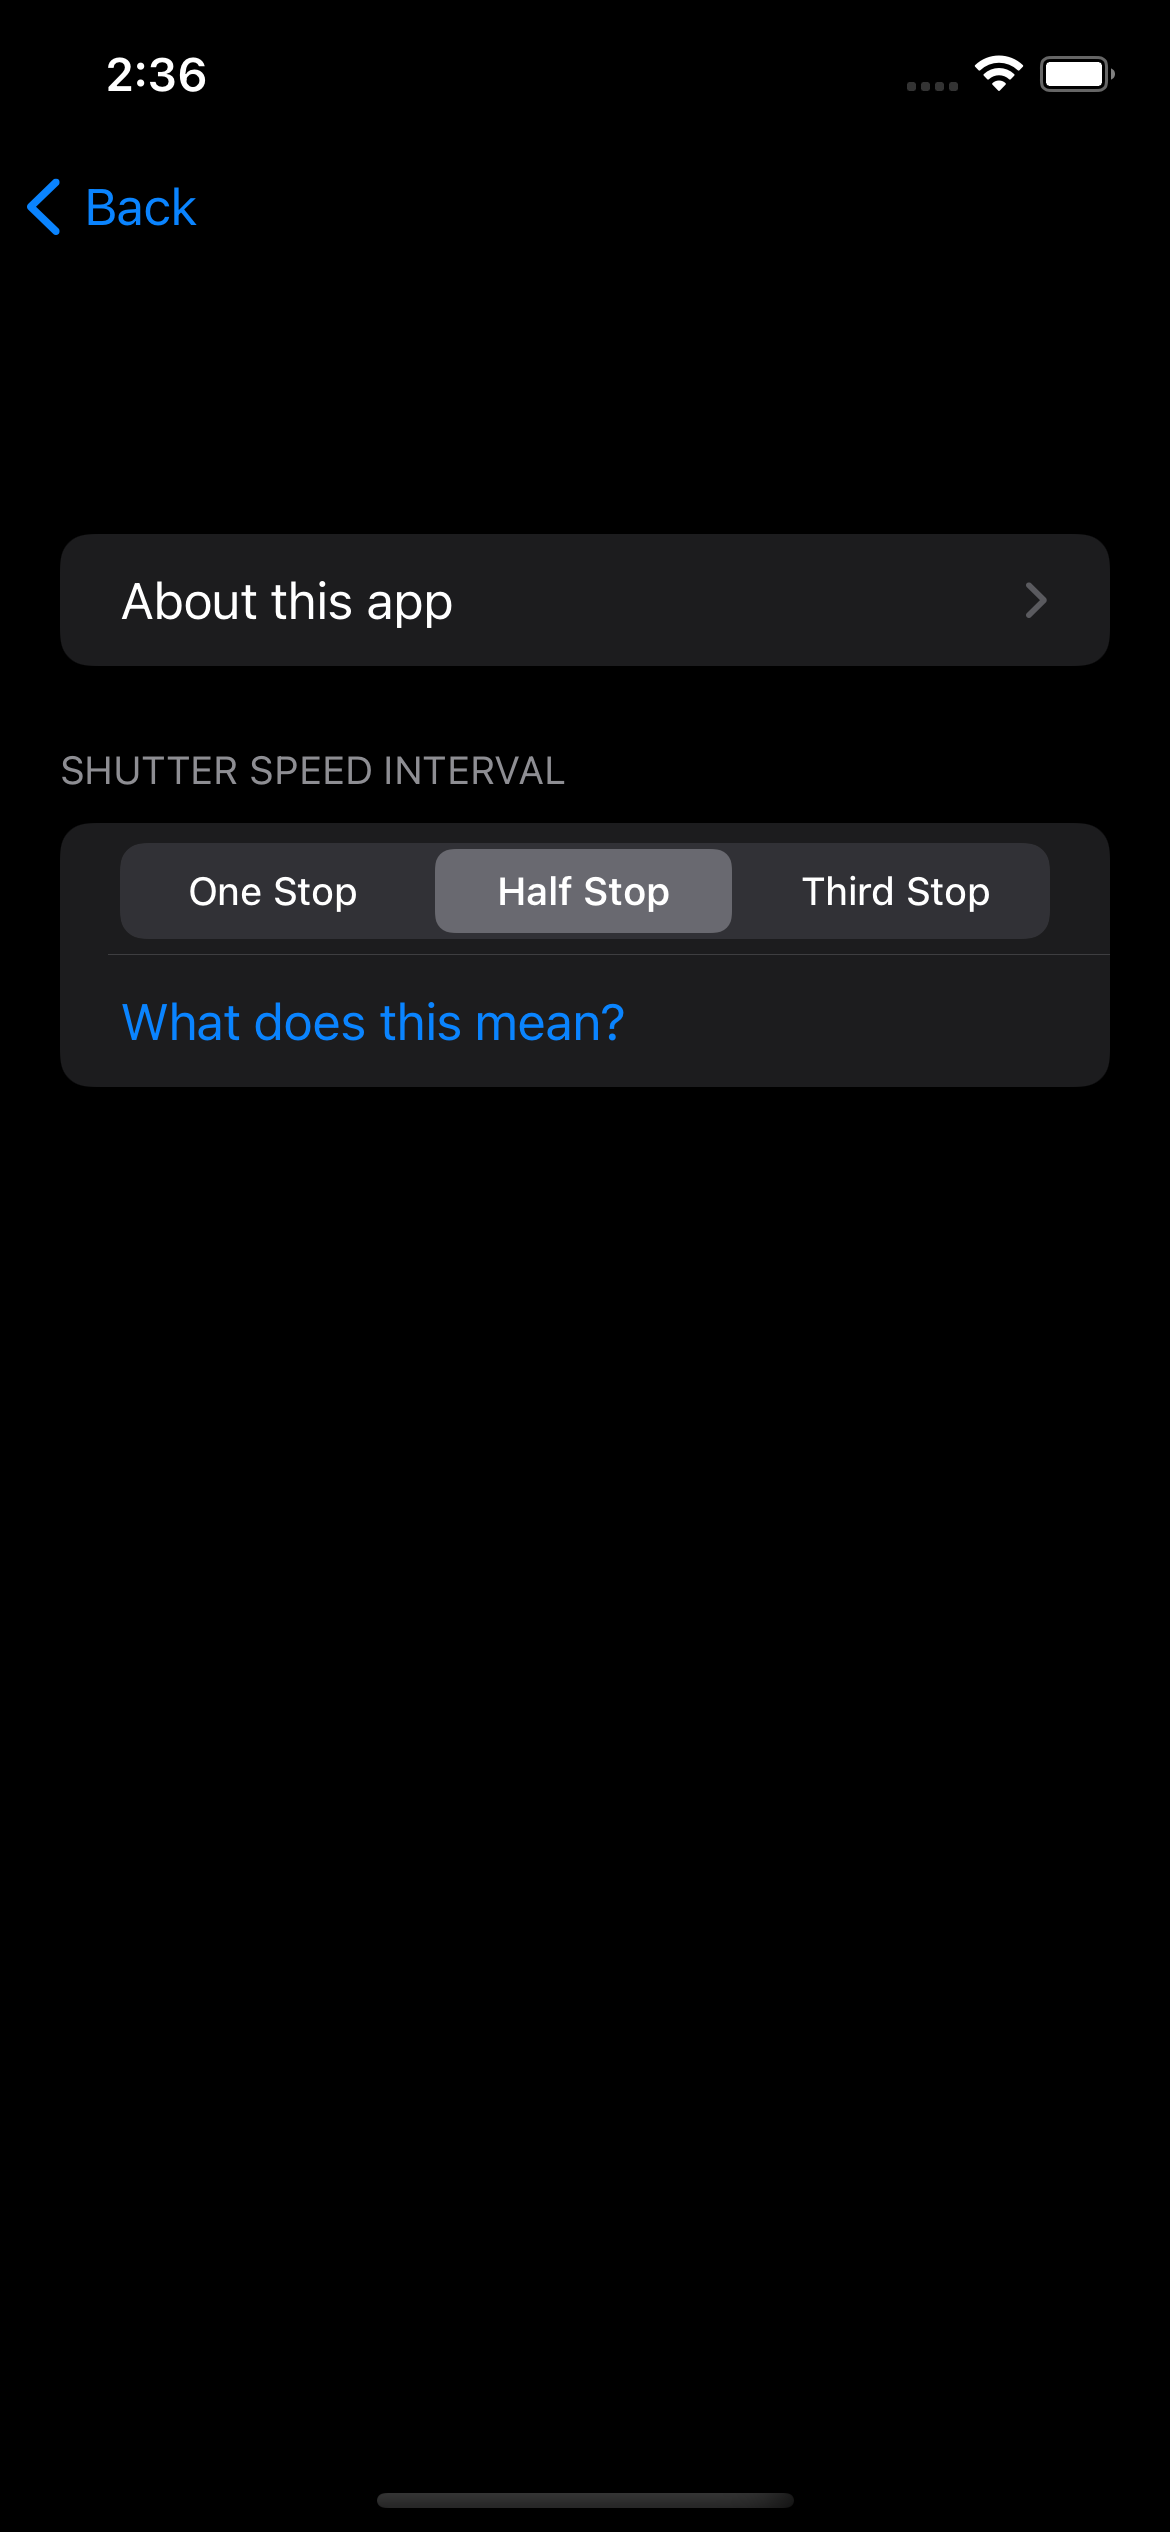 2:36
Back
About this app
SHUTTER SPEED INTERVAL
One Stop Half Stop Third Stop
What does this mean?